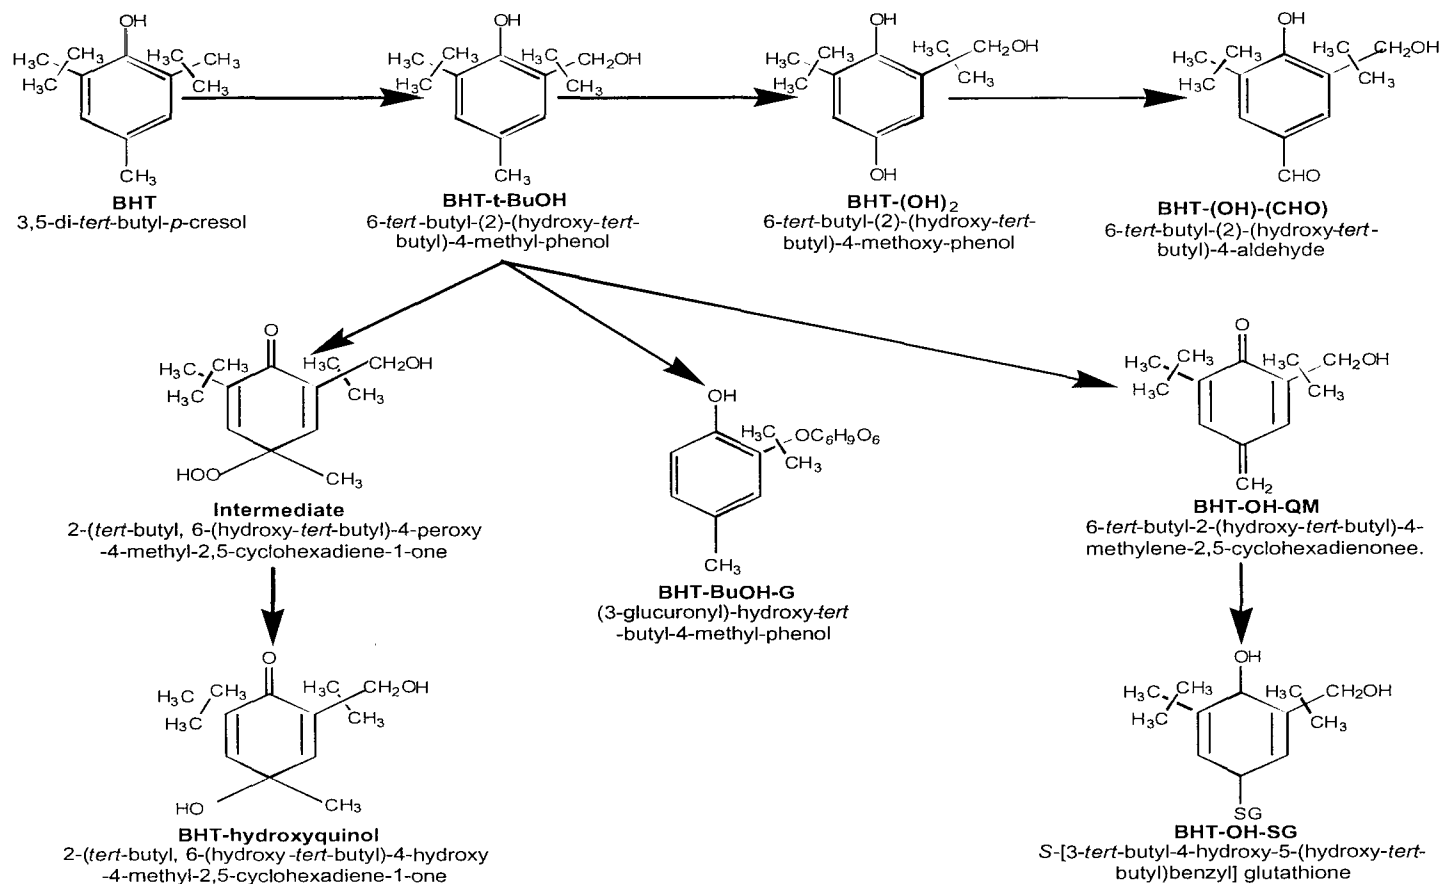 OH
H₃C CH₃ H₃C CH₃
H₃C CH₃
CH₃
BHT
3,5-di-tert-butyl-p-cresol
OH
H₃C CH₃ H₃C CH₂OH
H₃C CH₃
CH₃
BHT-t-BuOH
6-tert-butyl-(2)-(hydroxy-tert-
butyl)-4-methyl-phenol
OH
H₃C CH₃ H₃C CH₂OH
H₃C CH₃
OH
BHT-(OH)₂
6-tert-butyl-(2)-(hydroxy-tert-
butyl)-4-methoxy-phenol
OH
H₃C CH₃ H₃C CH₂OH
H₃C CH₃
CHO
BHT-(OH)-(CHO)
6-tert-butyl-(2)-(hydroxy-tert-
butyl)-4-aldehyde
O
H₃C CH₃ H₃C CH₂OH
H₃C CH₃
HOO CH₃
Intermediate
2-(tert-butyl, 6-(hydroxy-tert-butyl)-4-peroxy
-4-methyl-2,5-cyclohexadiene-1-one
OH
H₃C OC₆H₉O₆
CH₃
CH₃
BHT-BuOH-G
(3-glucuronyl)-hydroxy-tert
-butyl-4-methyl-phenol
O
H₃C CH₃ H₃C CH₂OH
H₃C CH₃
CH₂
BHT-OH-QM
6-tert-butyl-2-(hydroxy-tert-butyl)-4-
methylene-2,5-cyclohexadienonee.
O
H₃C CH₃ H₃C CH₂OH
H₃C CH₃
HO CH₃
BHT-hydroxyquinol
2-(tert-butyl, 6-(hydroxy-tert-butyl)-4-hydroxy
-4-methyl-2,5-cyclohexadiene-1-one
OH
H₃C CH₃ H₃C CH₂OH
H₃C CH₃
SG
BHT-OH-SG
S-[3-tert-butyl-4-hydroxy-5-(hydroxy-tert-
butyl)benzyl] glutathione